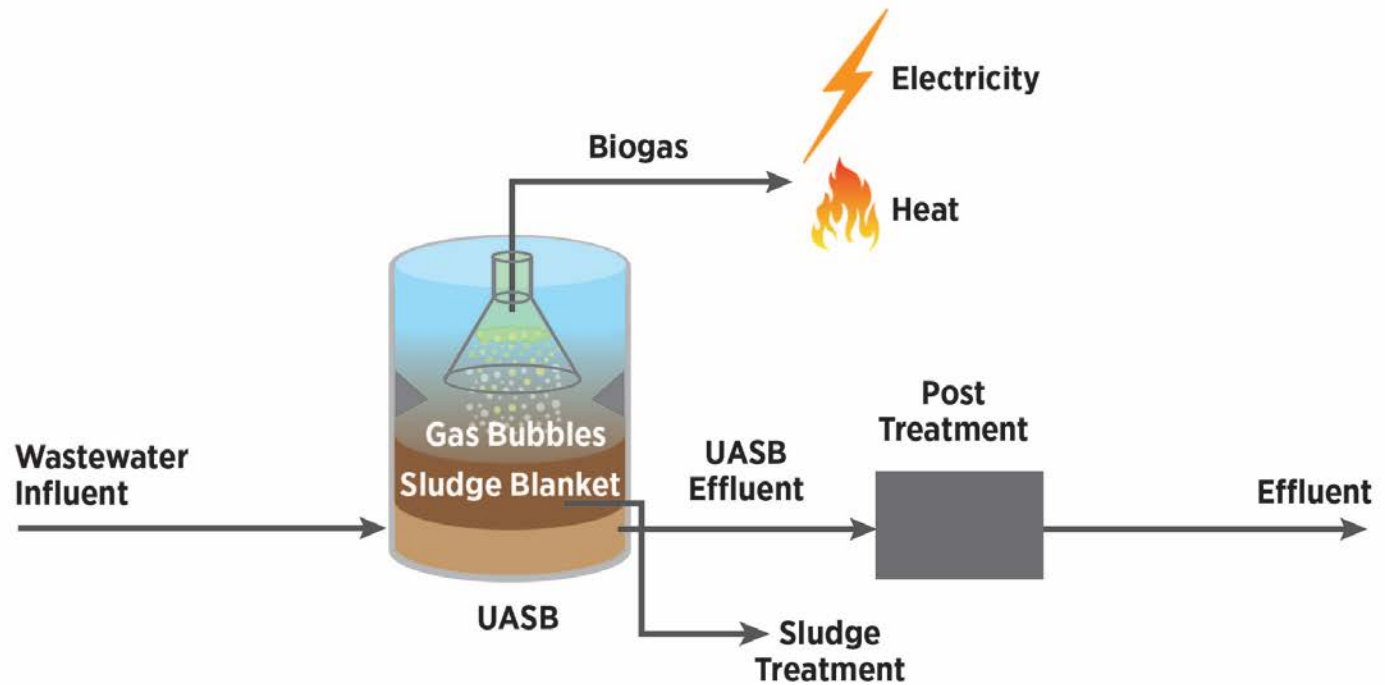 Electricity
Biogas
Heat
Gas Bubbles
Sludge Blanket
Wastewater
Influent
UASB
Effluent
Post
Treatment
Effluent
UASB
Sludge
Treatment